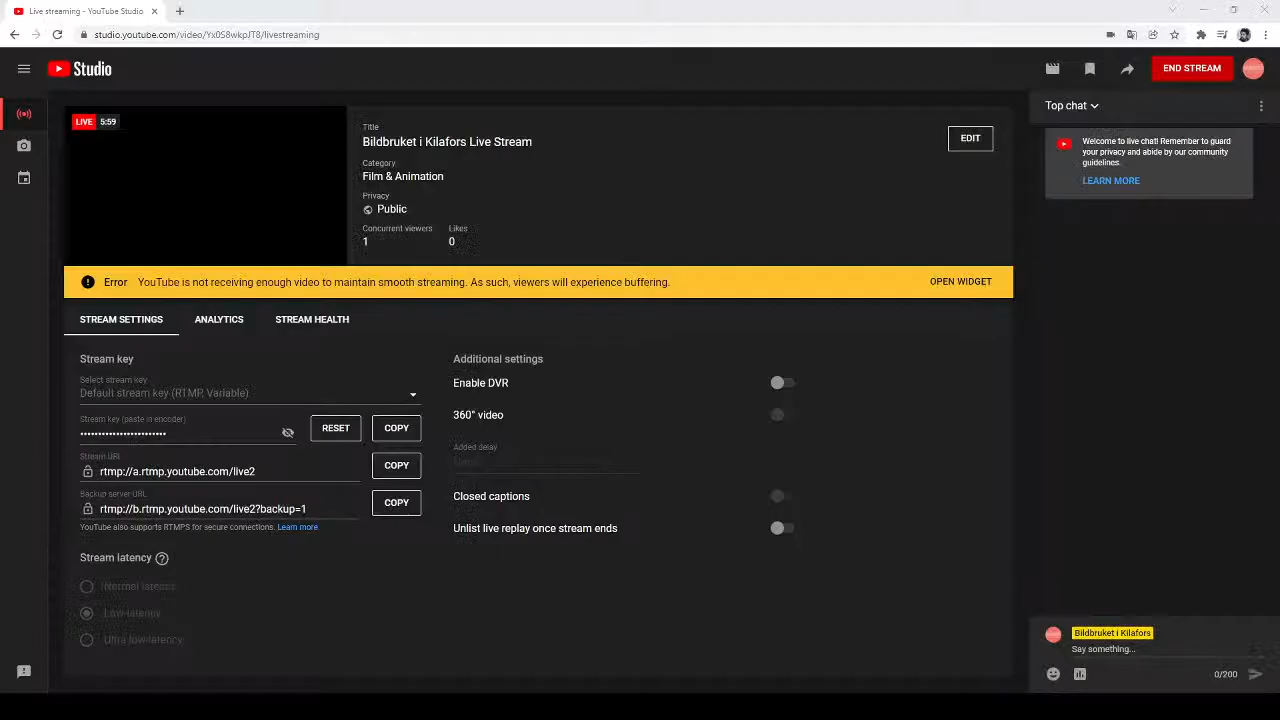 Live streaming - YouTube Studio
studio.youtube.com/video/Yx0S8wkpJT8/livestreaming
Studio
END STREAM
LIVE 5:59
Title
Bildbruket i Kilafors Live Stream
EDIT
Category
Film & Animation
Privacy
Public
Concurrent viewers Likes
1 0
Error YouTube is not receiving enough video to maintain smooth streaming. As such, viewers will experience buffering. OPEN WIDGET
STREAM SETTINGS ANALYTICS STREAM HEALTH
Stream key
Select stream key
Default stream key (RTMP, Variable)
Stream key (paste in encoder)
RESET COPY
Stream URL
rtmp://a.rtmp.youtube.com/live2
COPY
Backup server URL
rtmp://b.rtmp.youtube.com/live2?backup=1
COPY
YouTube also supports RTMPS for secure connections. Learn more
Stream latency
Normal latency
Low-latency
Ultra low-latency
Additional settings
Enable DVR
360° video
Added delay
None
Closed captions
Unlist live replay once stream ends
Top chat
Welcome to live chat! Remember to guard
your privacy and abide by our community
guidelines.
LEARN MORE
Bildbruket i Kilafors
Say something...
0/200